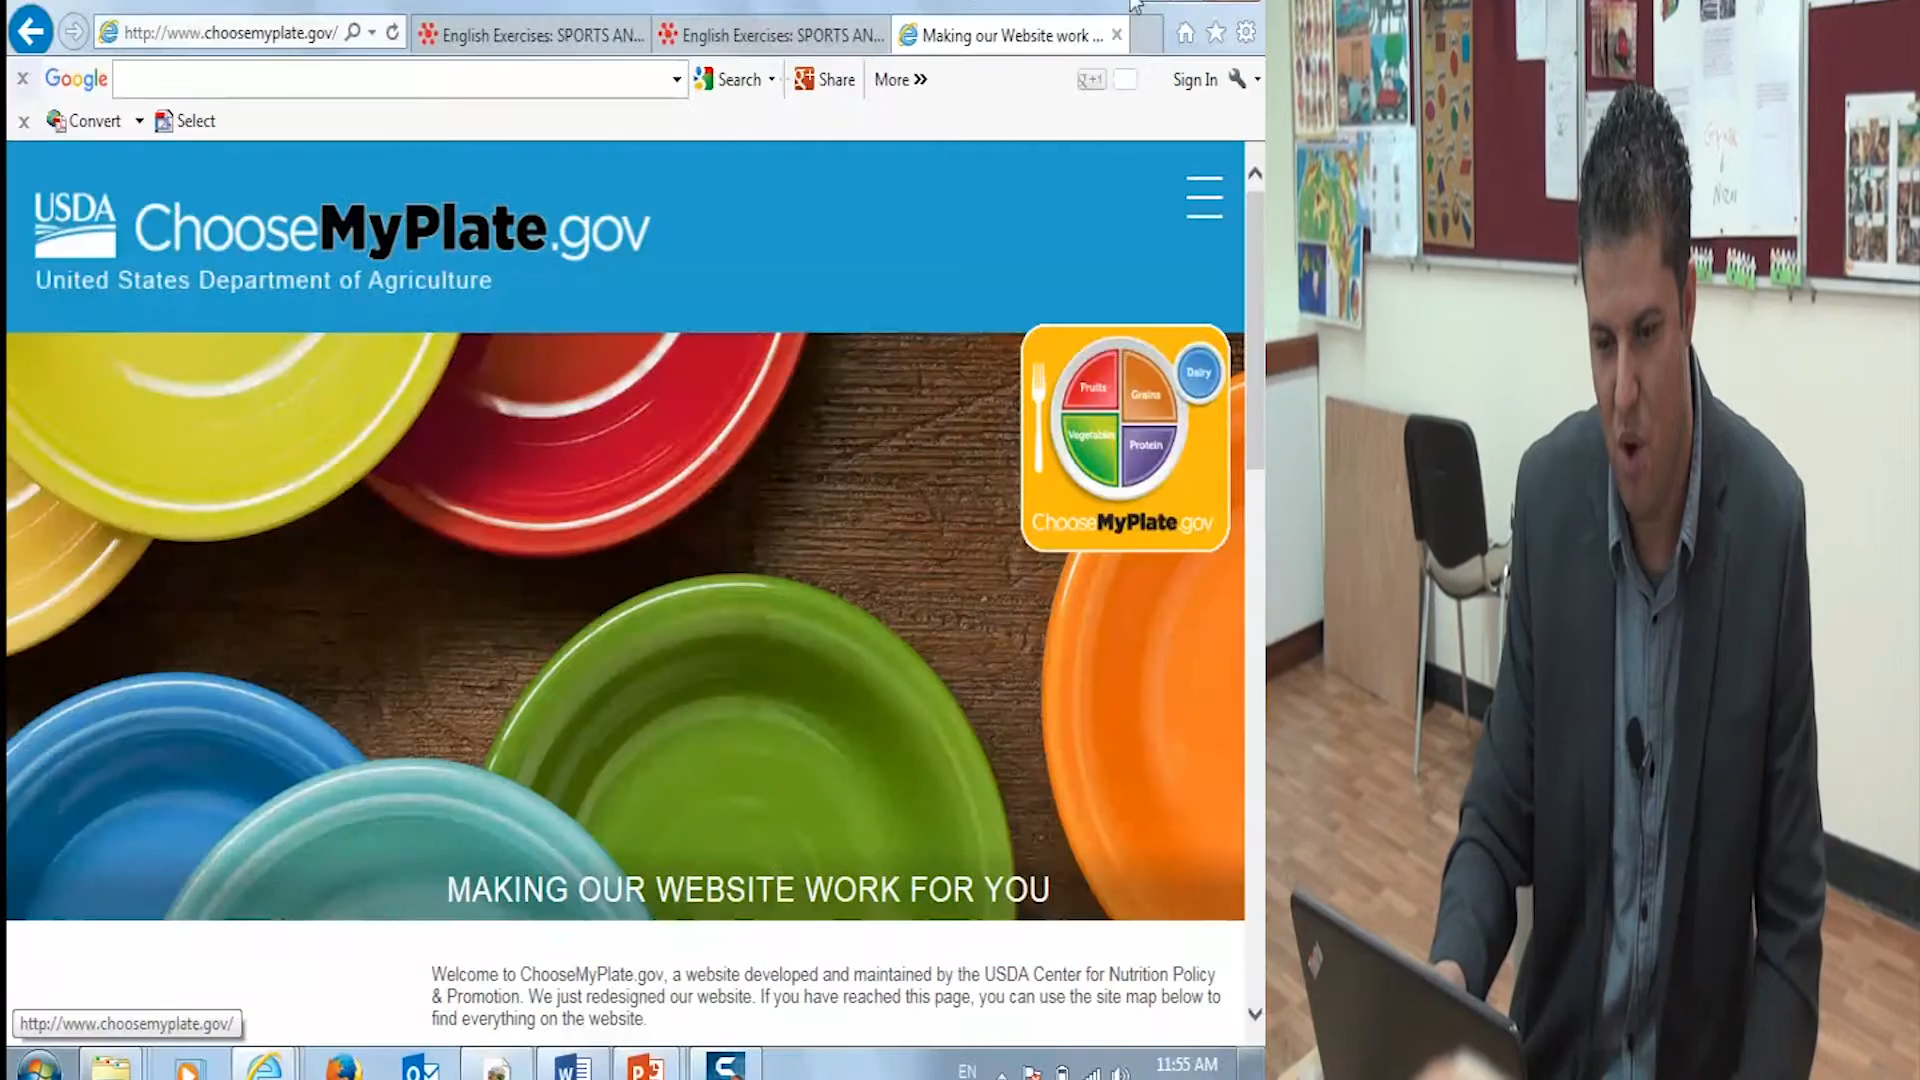 http://www.choosemyplate.gov/
English Exercises: SPORTS AN...
English Exercises: SPORTS AN...
Making our Website work ...
Google
Search
Share
More »
Sign In
Convert
Select
USDA
ChooseMyPlate.gov
United States Department of Agriculture
Fruits
Grains
Dairy
Vegetables
Protein
ChooseMyPlate.gov
MAKING OUR WEBSITE WORK FOR YOU
Welcome to ChooseMyPlate.gov, a website developed and maintained by the USDA Center for Nutrition Policy
& Promotion. We just redesigned our website. If you have reached this page, you can use the site map below to
find everything on the website.
http://www.choosemyplate.gov/
EN
11:55 AM